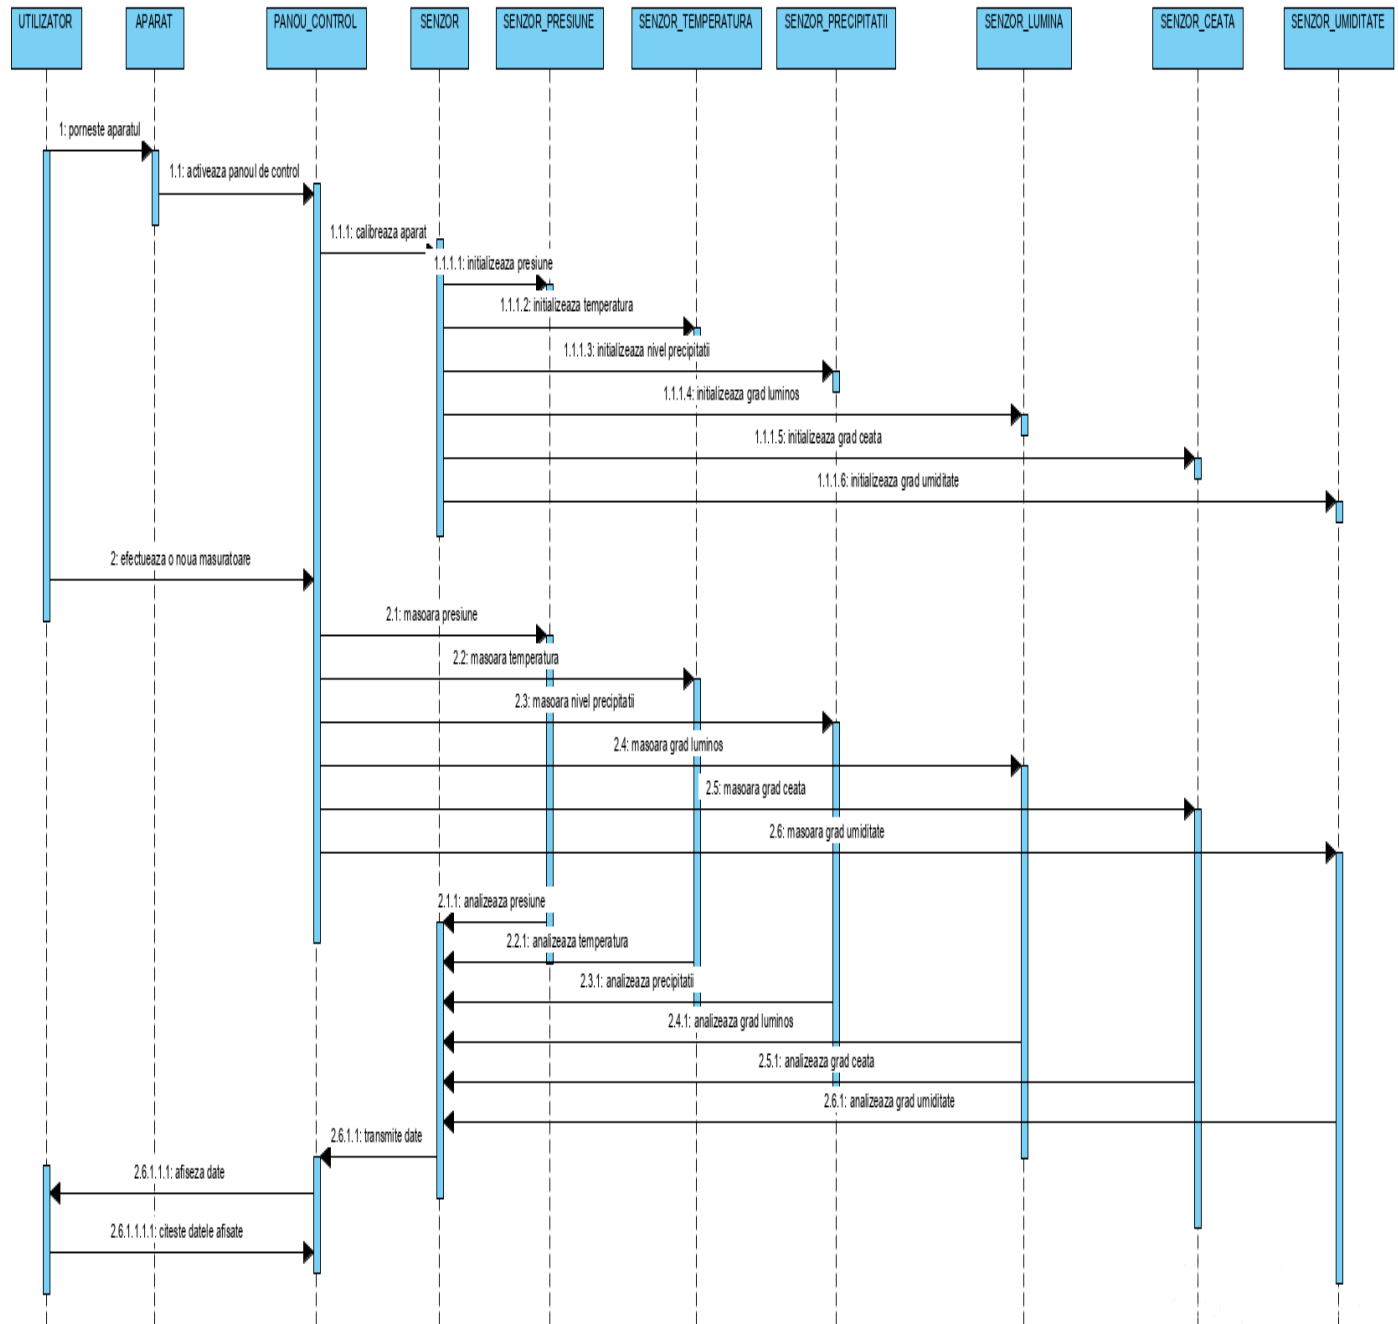 UTILIZATOR
APARAT
PANOU_CONTROL
SENZOR
SENZOR_PRESIUNE
SENZOR_TEMPERATURA
SENZOR_PRECIPITATII
SENZOR_LUMINA
SENZOR_CEATA
SENZOR_UMIDITATE
1: porneste aparatul
1.1: activeaza panoul de control
1.1.1: calibreaza aparat
1.1.1.1: initializeaza presiune
1.1.1.2: initializeaza temperatura
1.1.1.3: initializeaza nivel precipitatii
1.1.1.4: initializeaza grad luminos
1.1.1.5: initializeaza grad ceata
1.1.1.6: initializeaza grad umiditate
2: efectueaza o noua masuratoare
2.1: masoara presiune
2.2: masoara temperatura
2.3: masoara nivel precipitatii
2.4: masoara grad luminos
2.5: masoara grad ceata
2.6: masoara grad umiditate
2.1.1: analizeaza presiune
2.2.1: analizeaza temperatura
2.3.1: analizeaza precipitatii
2.4.1: analizeaza grad luminos
2.5.1: analizeaza grad ceata
2.6.1: analizeaza grad umiditate
2.6.1.1: transmite date
2.6.1.1.1: afiseza date
2.6.1.1.1.1: citeste datele afisate